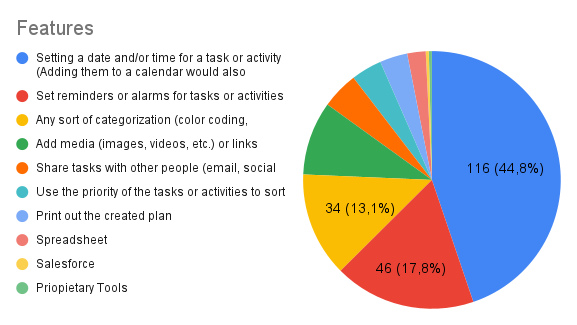 Features
Setting a date and/or time for a task or activity
(Adding them to a calendar would also
Set reminders or alarms for tasks or activities
Any sort of categorization (color coding,
Add media (images, videos, etc.) or links
Share tasks with other people (email, social
Use the priority of the tasks or activities to sort
Print out the created plan
Spreadsheet
Salesforce
Priopietary Tools
116 (44,8%)
34 (13,1%)
46 (17,8%)